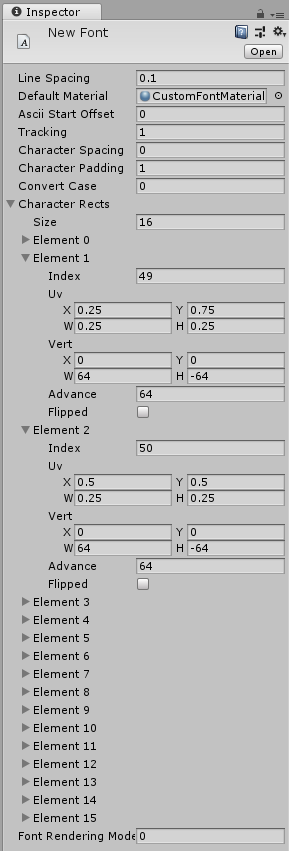 Inspector
New Font
Open
Line Spacing 0.1
Default Material CustomFontMaterial
Ascii Start Offset 0
Tracking 1
Character Spacing 0
Character Padding 1
Convert Case 0
Character Rects
Size 16
Element 0
Element 1
Index 49
Uv
X 0.25 Y 0.75
W 0.25 H 0.25
Vert
X 0 Y 0
W 64 H -64
Advance 64
Flipped
Element 2
Index 50
Uv
X 0.5 Y 0.5
W 0.25 H 0.25
Vert
X 0 Y 0
W 64 H -64
Advance 64
Flipped
Element 3
Element 4
Element 5
Element 6
Element 7
Element 8
Element 9
Element 10
Element 11
Element 12
Element 13
Element 14
Element 15
Font Rendering Mode 0